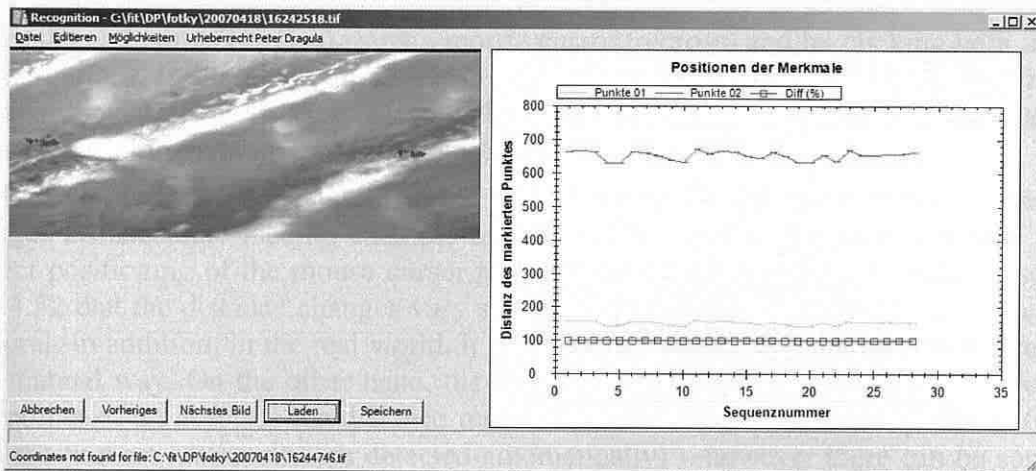 Recognition - C:\fit\DP\fotky\20070418\16242518.tif
Datei Editieren Möglichkeiten Urheberrecht Peter Dragula
Positionen der Merkmale
Punkte 01 Punkte 02 Diff (%)
Distanz des markierten Punktes
800
700
600
500
400
300
200
100
0
0 5 10 15 20 25 30 35
Sequenznummer
Abbrechen Vorheriges Nächstes Bild Laden Speichern
Coordinates not found for file: C:\fit\DP\fotky\20070418\16244746.tif